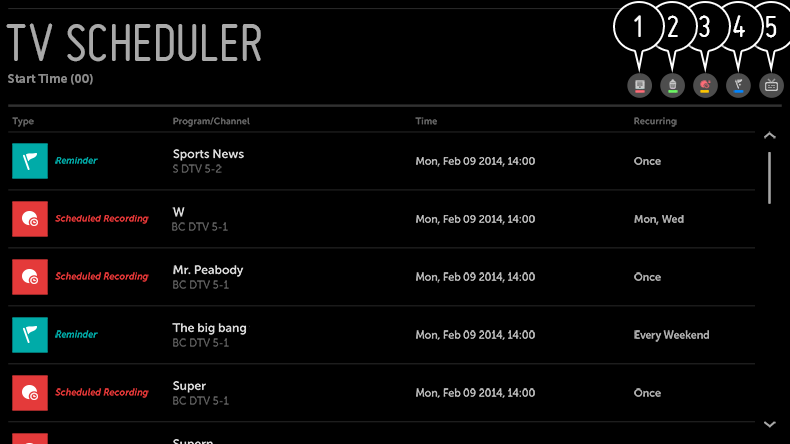 1 2 3 4 5
TV SCHEDULER
Start Time (00)
Type Program/Channel Time Recurring
Reminder Sports News Mon, Feb 09 2014, 14:00 Once
S DTV 5-2
Scheduled Recording W Mon, Feb 09 2014, 14:00 Mon, Wed
BC DTV 5-1
Scheduled Recording Mr. Peabody Mon, Feb 09 2014, 14:00 Once
BC DTV 5-1
Reminder The big bang Mon, Feb 09 2014, 14:00 Every Weekend
BC DTV 5-1
Scheduled Recording Super Mon, Feb 09 2014, 14:00 Once
BC DTV 5-1